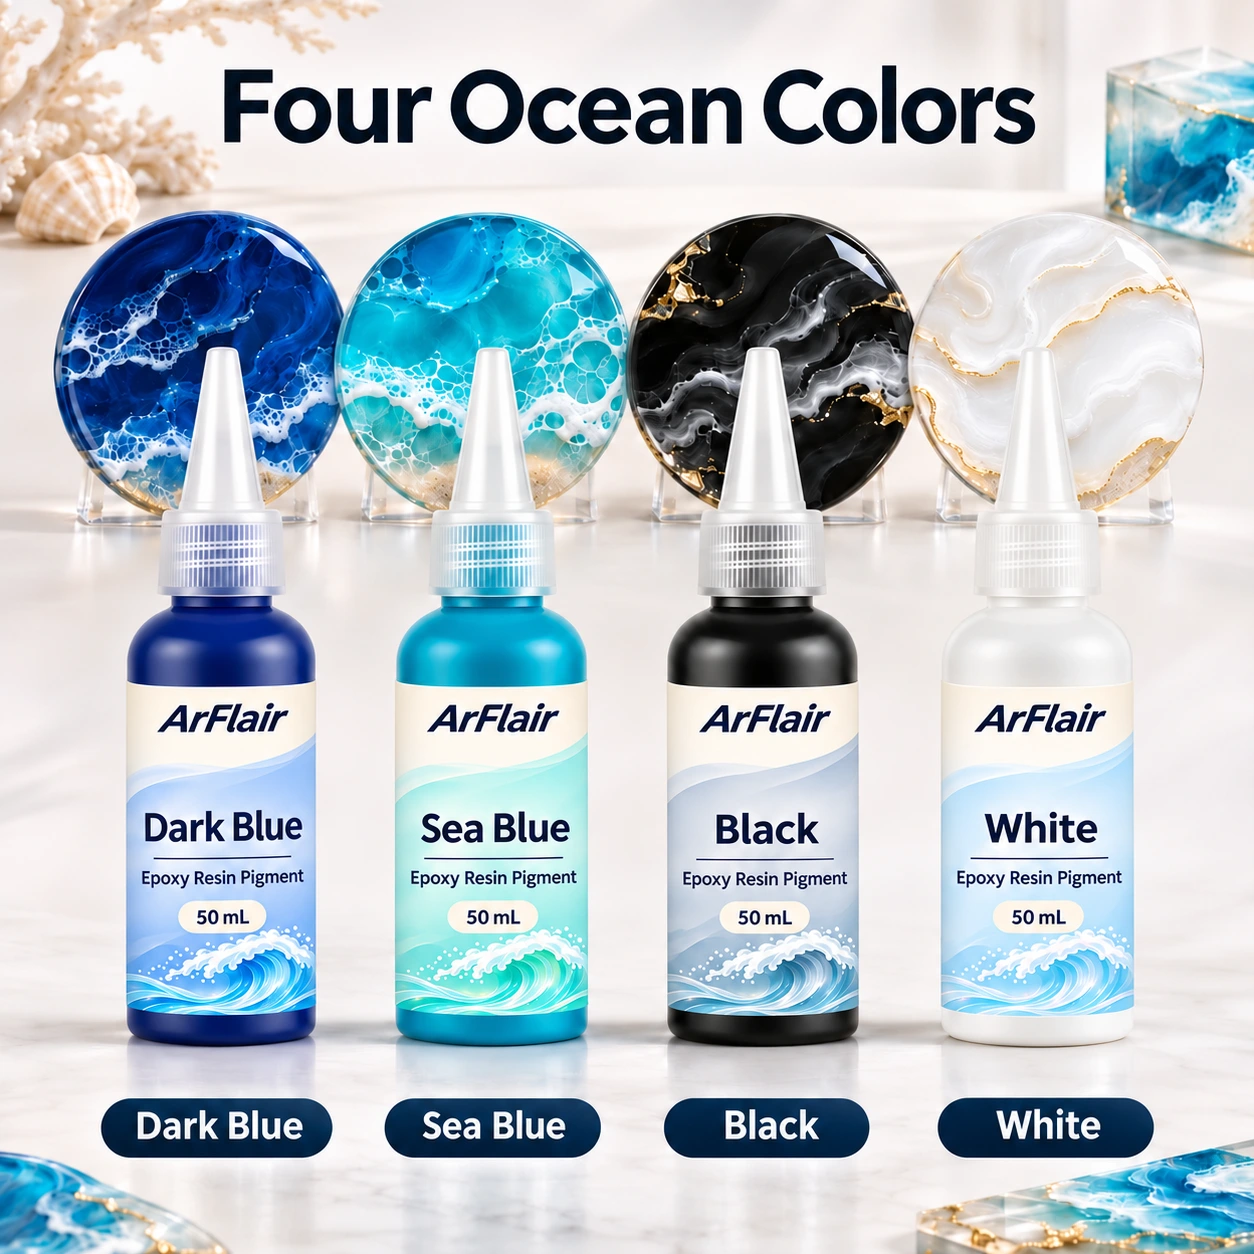 Four Ocean Colors
ArFlair
Dark Blue
Epoxy Resin Pigment
50 mL
ArFlair
Sea Blue
Epoxy Resin Pigment
50 mL
ArFlair
Black
Epoxy Resin Pigment
50 mL
ArFlair
White
Epoxy Resin Pigment
50 mL
Dark Blue
Sea Blue
Black
White